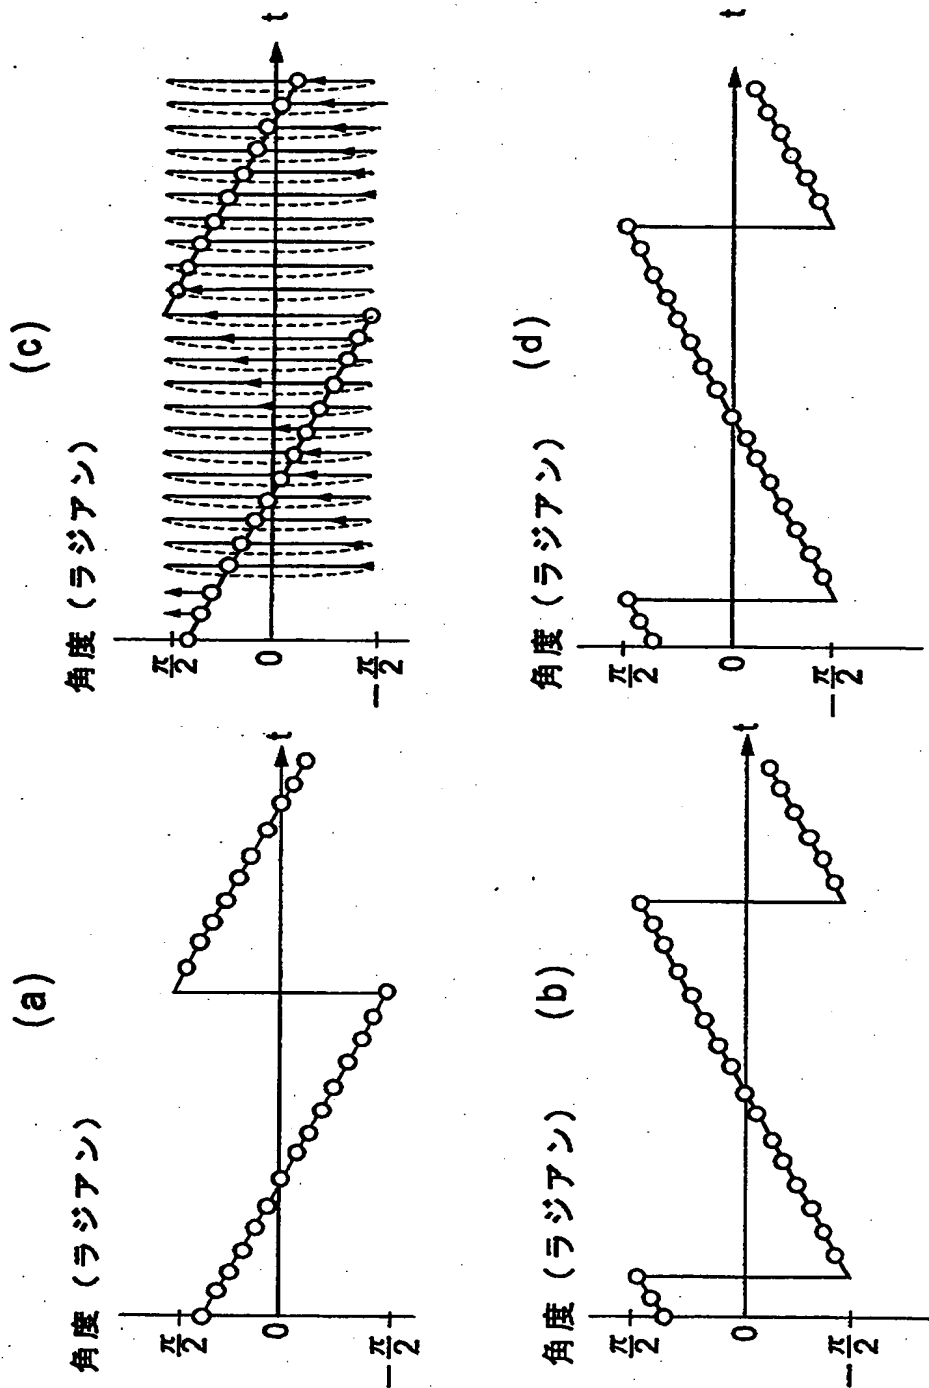 (a)
角度 (ラジアン)
π/2
0
-π/2
t
(b)
角度 (ラジアン)
π/2
0
-π/2
t
(c)
角度 (ラジアン)
π/2
0
-π/2
t
(d)
角度 (ラジアン)
π/2
0
-π/2
t